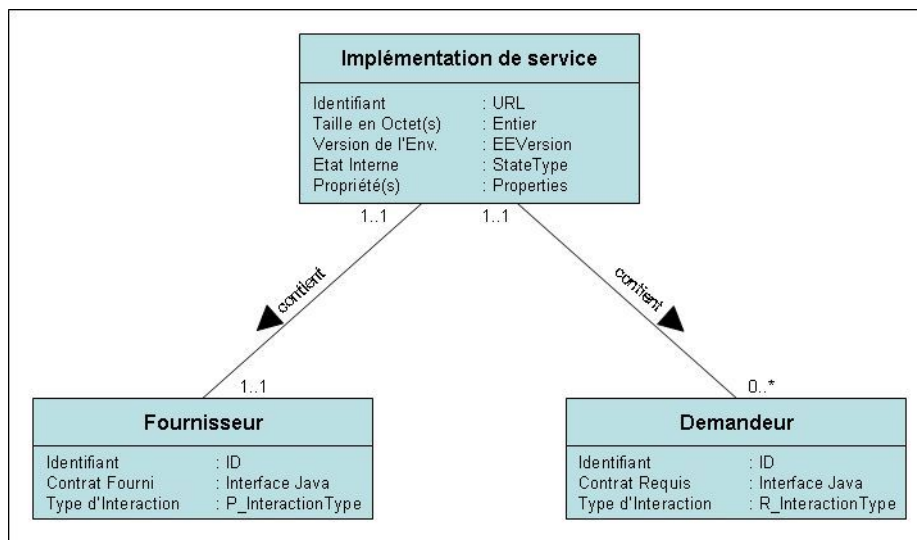 Implémentation de service
Identifiant : URL
Taille en Octet(s) : Entier
Version de l'Env. : EEVersion
Etat Interne : StateType
Propriété(s) : Properties
1..1 1..1
contient contient
1..1 0..*
Fournisseur
Identifiant : ID
Contrat Fourni : Interface Java
Type d'Interaction : P_InteractionType
Demandeur
Identifiant : ID
Contrat Requis : Interface Java
Type d'Interaction : R_InteractionType